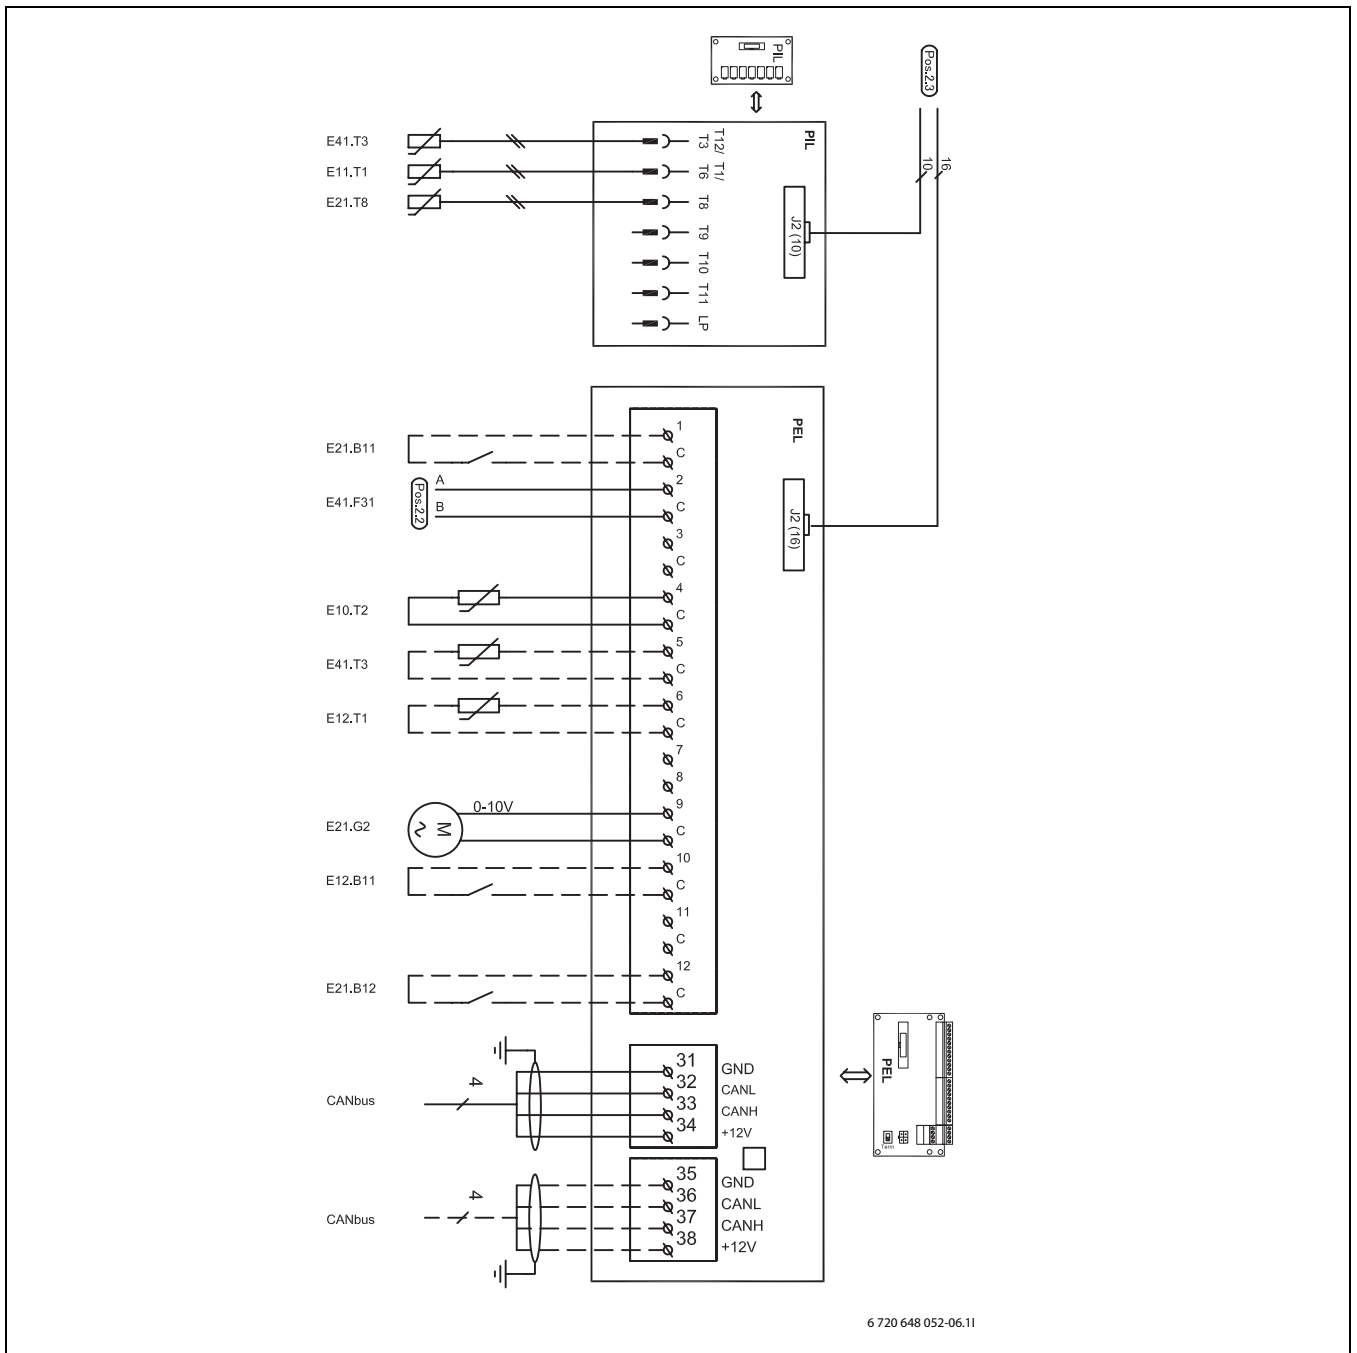 PIL
Pos.2.3
E41.T3
T12/
T3
PIL
10
16
E11.T1
T1/
T6
E21.T8
T8
J2 (10)
T9
T10
T11
LP
PEL
E21.B11
1
C
A
2
E41.F31
Pos.2.2
B
C
J2 (16)
3
C
4
E10.T2
C
5
E41.T3
C
6
E12.T1
C
7
8
0-10V
9
E21.G2
M
C
10
E12.B11
C
11
C
12
E21.B12
C
31
GND
4
32
CANL
CANbus
33
CANH
34
+12V
PEL
Term
35
GND
4
36
CANL
CANbus
37
CANH
38
+12V
6 720 648 052-06.1I